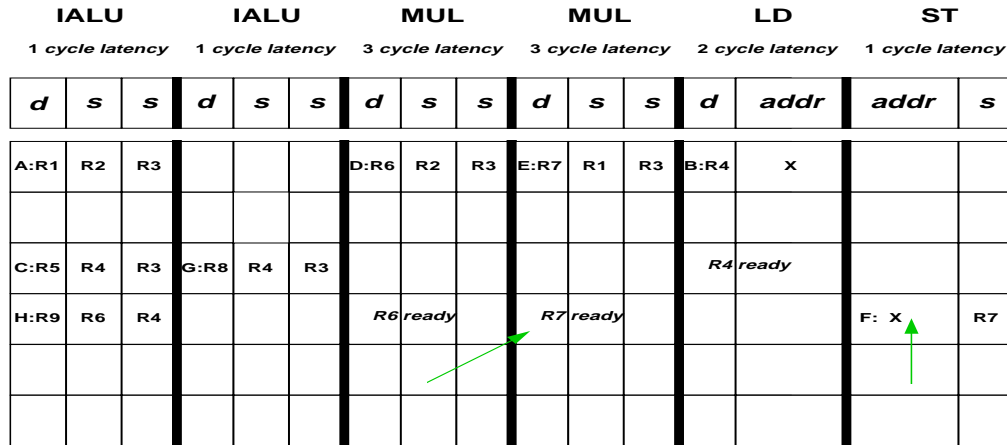 IALU IALU MUL MUL LD ST
1 cycle latency 1 cycle latency 3 cycle latency 3 cycle latency 2 cycle latency 1 cycle latency
d s s d s s d s s d s s d addr addr s
A:R1 R2 R3 D:R6 R2 R3 E:R7 R1 R3 B:R4 X
C:R5 R4 R3 G:R8 R4 R3 R4 ready
H:R9 R6 R4 R6 ready R7 ready F: X R7